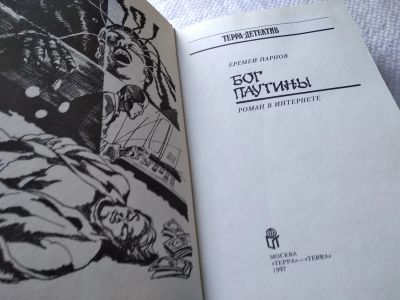 ТЕРРА-ДЕТЕКТИВ
ЕРЕМЕЙ ПАРНОВ
БОГ
ПАУТИНЫ
РОМАН В ИНТЕРНЕТЕ
МОСКВА
«ТЕРРА»—«TERRA»
1997